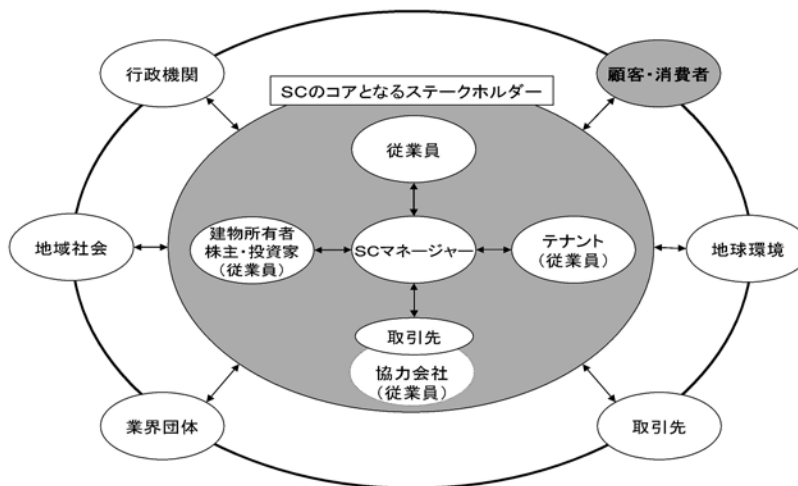 行政機関
顧客・消費者
SCのコアとなるステークホルダー
従業員
地域社会
建物所有者
株主・投資家
(従業員)
SCマネージャー
テナント
(従業員)
地球環境
取引先
協力会社
(従業員)
業界団体
取引先